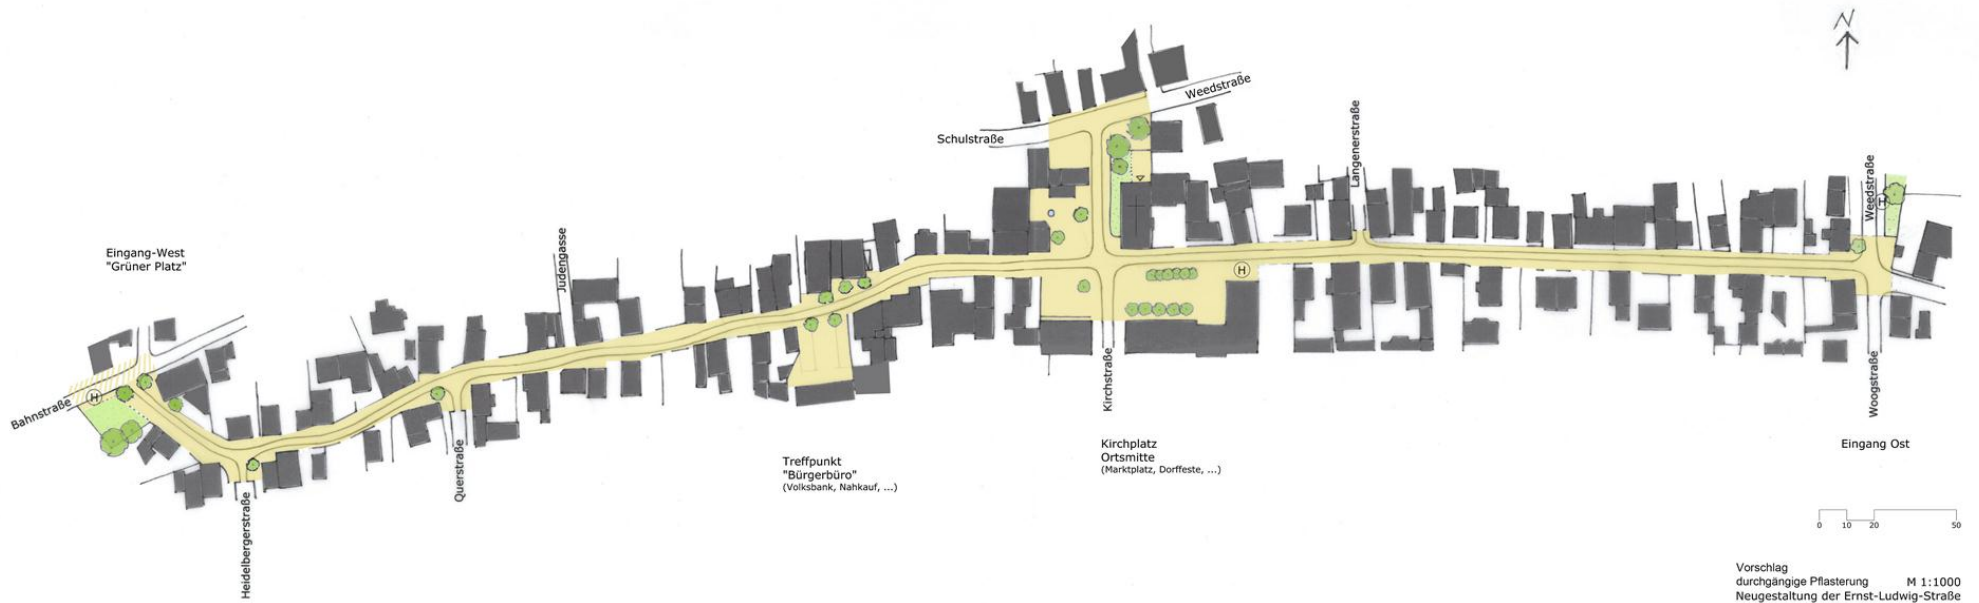 N
Weedstraße
Schulstraße
Langenerstraße
Weedstraße
H
Judengasse
Eingang-West
"Grüner Platz"
H
H
Bahnstraße
Kirchstraße
Woogstraße
Querstraße
Heidelbergerstraße
Treffpunkt
"Bürgerbüro"
(Volksbank, Nahkauf, ...)
Kirchplatz
Ortsmitte
(Marktplatz, Dorffeste, ...)
Eingang Ost
0 10 20 50
Vorschlag
durchgängige Pflasterung M 1:1000
Neugestaltung der Ernst-Ludwig-Straße